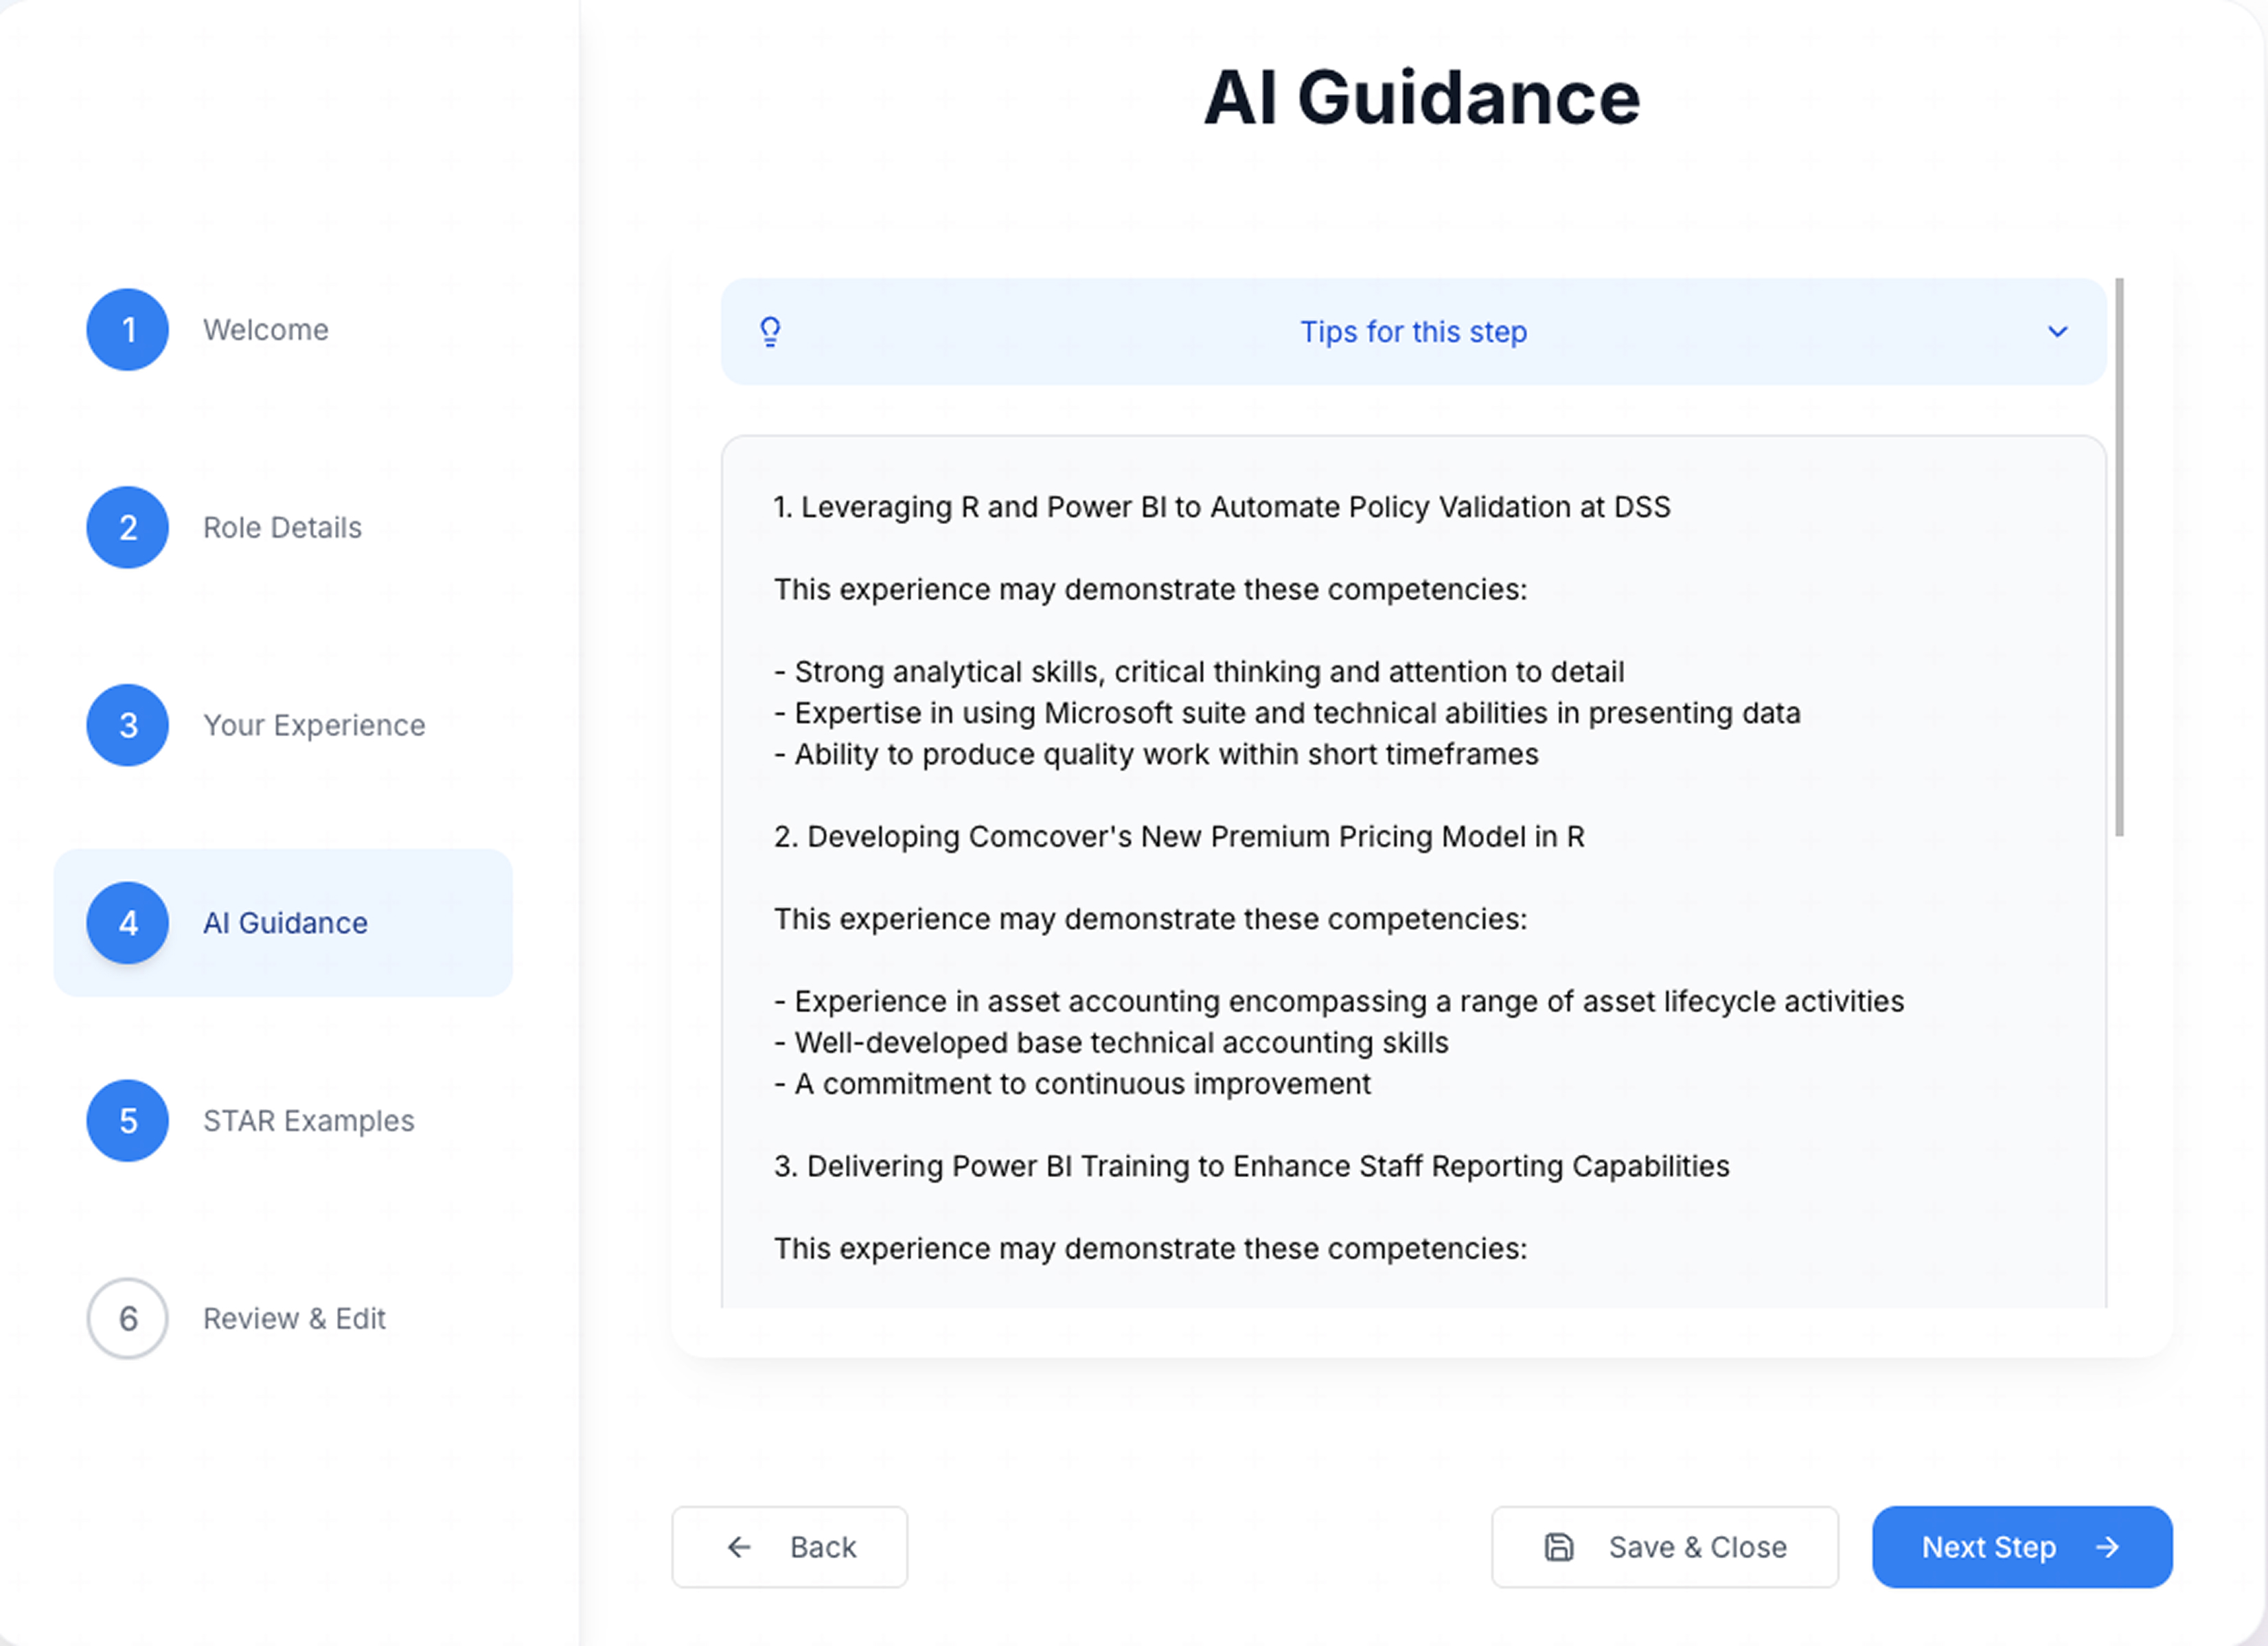 AI Guidance
1 Welcome
2 Role Details
3 Your Experience
4 AI Guidance
5 STAR Examples
6 Review & Edit
Tips for this step
1. Leveraging R and Power BI to Automate Policy Validation at DSS
This experience may demonstrate these competencies:
- Strong analytical skills, critical thinking and attention to detail
- Expertise in using Microsoft suite and technical abilities in presenting data
- Ability to produce quality work within short timeframes
2. Developing Comcover's New Premium Pricing Model in R
This experience may demonstrate these competencies:
- Experience in asset accounting encompassing a range of asset lifecycle activities
- Well-developed base technical accounting skills
- A commitment to continuous improvement
3. Delivering Power BI Training to Enhance Staff Reporting Capabilities
This experience may demonstrate these competencies:
Back
Save & Close
Next Step